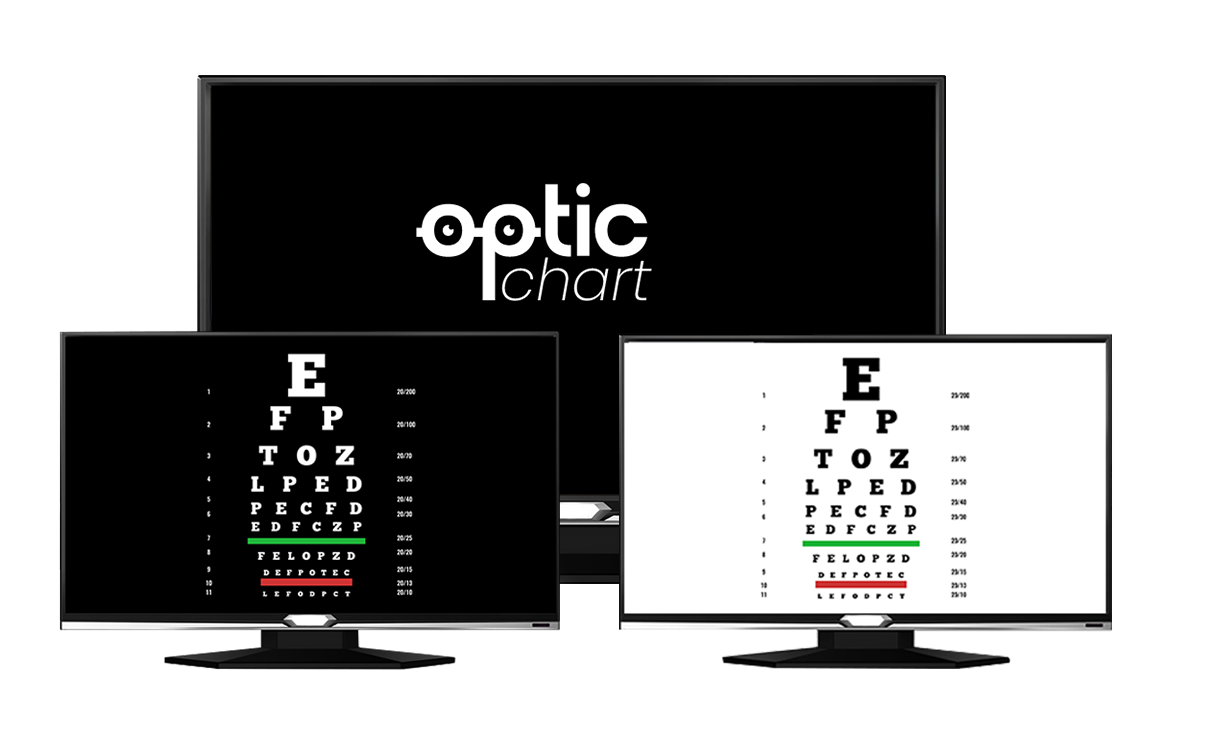 optic
chart
E
1 20/200
F P
2 20/100
T O Z
3 20/70
L P E D
4 20/50
P E C F D
5 20/40
E D F C Z P
6 20/30
7 20/25
F E L O P Z D
8 20/20
D E F P O T E C
9 20/15
10 20/13
L E F O D P C T
11 20/10
E
1 20/200
F P
2 20/100
T O Z
3 20/70
L P E D
4 20/50
P E C F D
5 20/40
E D F C Z P
6 20/30
7 20/25
F E L O P Z D
8 20/20
D E F P O T E C
9 20/15
10 20/13
L E F O D P C T
11 20/10